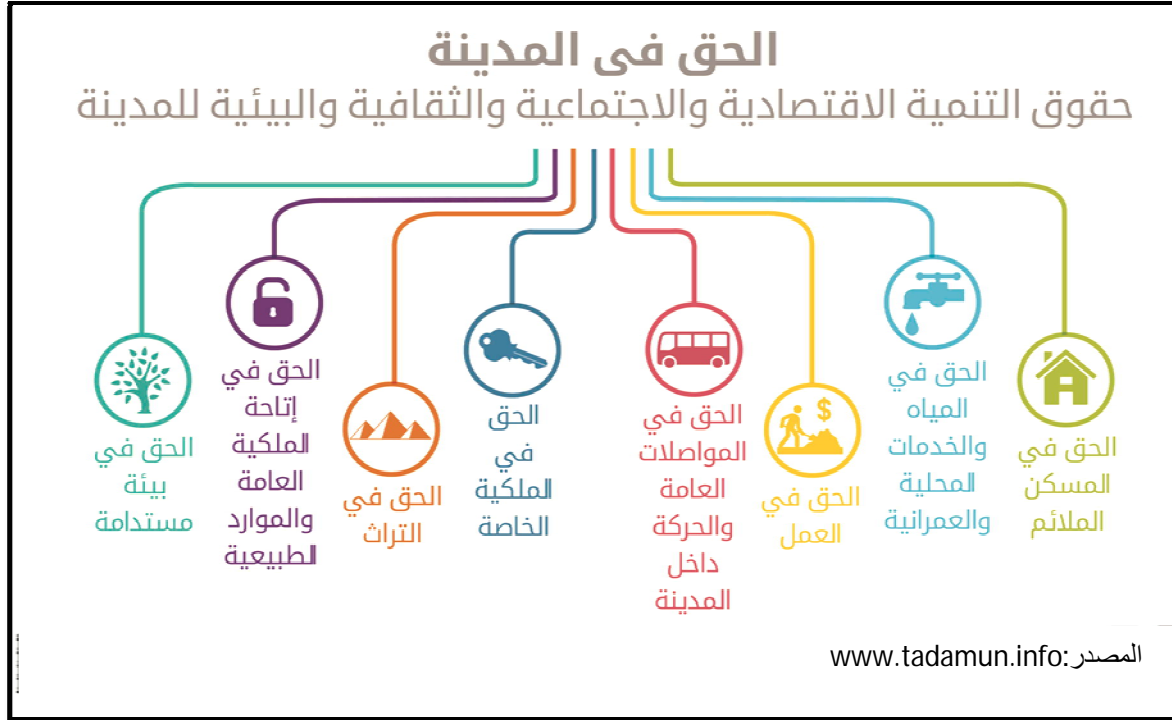 الحق فى المدينة
حقوق التنمية الاقتصادية والاجتماعية والثقافية والبيئية للمدينة
الحق في
المسكن
الملائم
الحق في
المياه
والخدمات
المحلية
والعمرانية
$
الحق في
العمل
الحق في
المواصلات
العامة
والحركة
داخل
المدينة
الحق
في
الملكية
الخاصة
الحق في
التراث
الحق في
إتاحة
الملكية
العامة
والموارد
الطبيعية
الحق في
بيئة
مستدامة
المصدر:www.tadamun.info